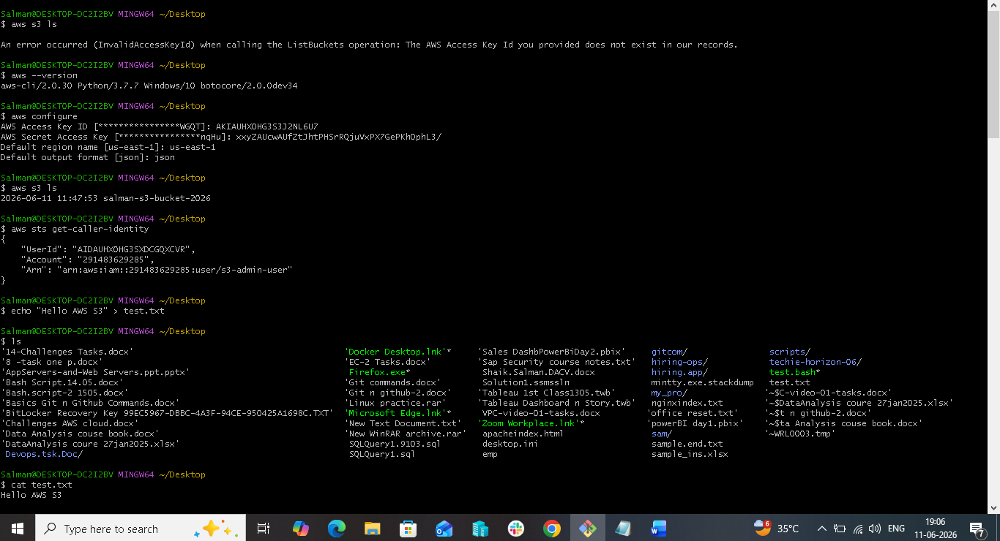 Salman@DESKTOP-DC2I2BV MINGW64 ~/Desktop
$ aws s3 ls
An error occurred (InvalidAccessKeyId) when calling the ListBuckets operation: The AWS Access Key Id you provided does not exist in our records.
Salman@DESKTOP-DC2I2BV MINGW64 ~/Desktop
$ aws --version
aws-cli/2.0.30 Python/3.7.7 Windows/10 botocore/2.0.0dev34
Salman@DESKTOP-DC2I2BV MINGW64 ~/Desktop
$ aws configure
AWS Access Key ID [****************WGQT]: AKIAUHXOHG3S3J2NL6U7
AWS Secret Access Key [****************nqHu]: 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
Default region name [us-east-1]: us-east-1
Default output format [json]: json
Salman@DESKTOP-DC2I2BV MINGW64 ~/Desktop
$ aws s3 ls
2026-06-11 11:47:53 salman-s3-bucket-2026
Salman@DESKTOP-DC2I2BV MINGW64 ~/Desktop
$ aws sts get-caller-identity
{
    "UserId": "AIDAUHXOHG3SXDCGQXCVR",
    "Account": "291483629285",
    "Arn": "arn:aws:iam::291483629285:user/s3-admin-user"
}
Salman@DESKTOP-DC2I2BV MINGW64 ~/Desktop
$ echo "Hello AWS S3" > test.txt
Salman@DESKTOP-DC2I2BV MINGW64 ~/Desktop
$ ls
'14-Challenges Tasks.docx' 'Docker Desktop.lnk'* 'Sales DashbPowerBiDay2.pbix' gitcom/ scripts/
'8 -task one p.docx' 'EC-2 Tasks.docx' 'Sap Security course notes.txt' hiring-ops/ techie-horizon-06/
'AppServers-and-Web Servers.ppt.pptx' Firefox.exe* Shaik.Salman.DACV.docx hiring.app/ test.bash*
'Bash Script.14.05.docx' 'Git commands.docx' Solution1.ssmssln mintty.exe.stackdump test.txt
'Bash.script-2 1505.docx' 'Git n github-2.docx' 'Tableau 1st Class1305.twb' my_pro/ '~$C-video-01-tasks.docx'
'Basics Git n Github Commands.docx' 'Linux practice.rar' 'Tableau Dashboard n Story.twb' nginxindex.txt '~$DataAnalysis coure 27jan2025.xlsx'
'BitLocker Recovery Key 99EC5967-DBBC-4A3F-94CE-950425A1698C.TXT' 'Microsoft Edge.lnk'* VPC-video-01-tasks.docx 'office reset.txt' '~$t n github-2.docx'
'Challenges AWS cloud.docx' 'New Text Document.txt' 'Zoom Workplace.lnk'* 'powerBI day1.pbix' '~$ta Analysis couse book.docx'
'Data Analysis couse book.docx' 'New WinRAR archive.rar' apacheindex.html sam/ '~WRL0003.tmp'
'DataAnalysis coure 27jan2025.xlsx' SQLQuery1.9103.sql desktop.ini sample.end.txt
Devops.tsk.Doc/ SQLQuery1.sql emp sample_ins.xlsx
Salman@DESKTOP-DC2I2BV MINGW64 ~/Desktop
$ cat test.txt
Hello AWS S3
Type here to search
6
35°C
ENG
19:06
11-06-2026
7